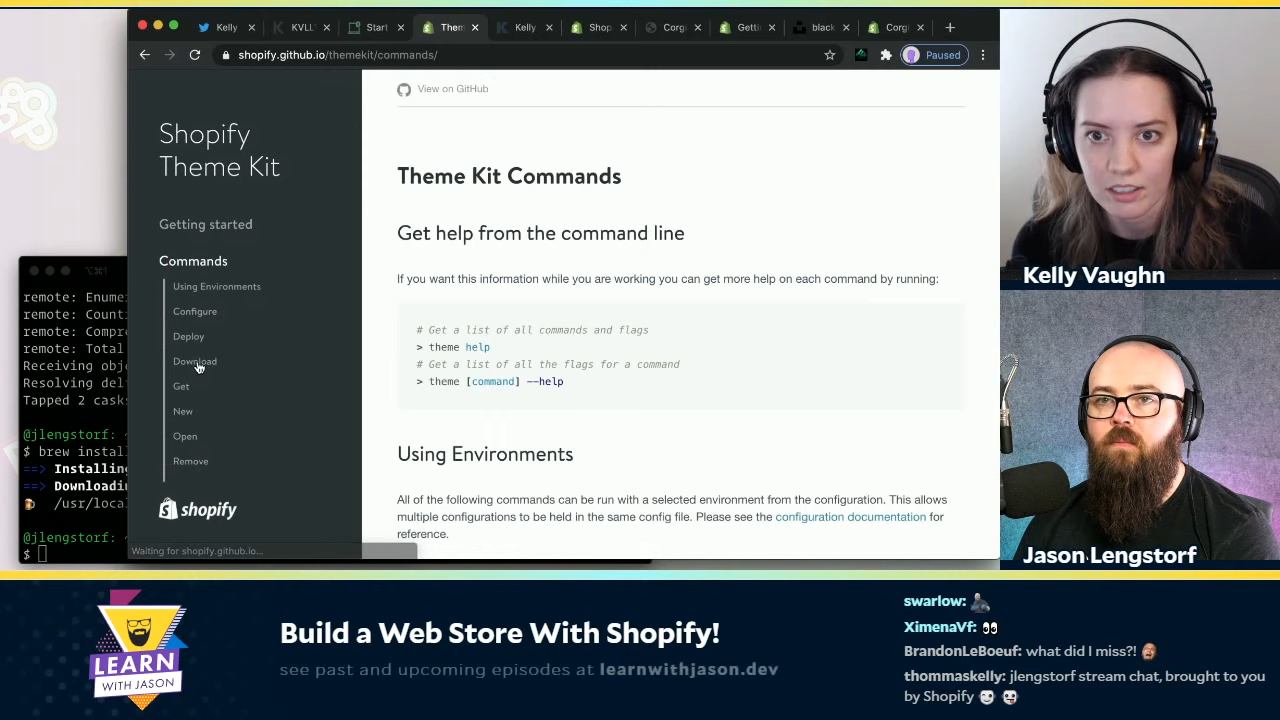 Kelly
KVLL
Start
Them
Kelly
Shop
Corg
Getti
black
Corg
shopify.github.io/themekit/commands/
Paused
Shopify
Theme Kit
Getting started
Commands
Using Environments
Configure
Deploy
Download
Get
New
Open
Remove
shopify
Waiting for shopify.github.io...
View on GitHub
Theme Kit Commands
Get help from the command line
If you want this information while you are working you can get more help on each command by running:
# Get a list of all commands and flags
> theme help
# Get a list of all the flags for a command
> theme [command] --help
Using Environments
All of the following commands can be run with a selected environment from the configuration. This allows
multiple configurations to be held in the same config file. Please see the configuration documentation for
reference.
⌥⌘1
remote: Enume
remote: Counti
remote: Compre
remote: Total
Receiving obje
Resolving del
Tapped 2 casks
@jlengstorf:
$ brew instal
==> Installing
==> Downloadin
/usr/loca
@jlengstorf: ~
$
Kelly Vaughn
Jason Lengstorf
LEARN
WITH JASON
Build a Web Store With Shopify!
see past and upcoming episodes at learnwithjason.dev
swarlow:
XimenaVf: 👀
BrandonLeBoeuf: what did I miss?!
thommaskelly: jlengstorf stream chat, brought to you
by Shopify 😉 😜